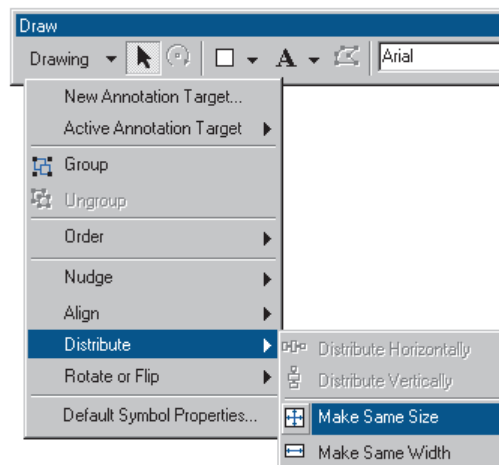 Draw
Drawing A Arial
New Annotation Target...
Active Annotation Target
Group
Ungroup
Order
Nudge
Align
Distribute
Distribute Horizontally
Rotate or Flip
Distribute Vertically
Default Symbol Properties...
Make Same Size
Make Same Width